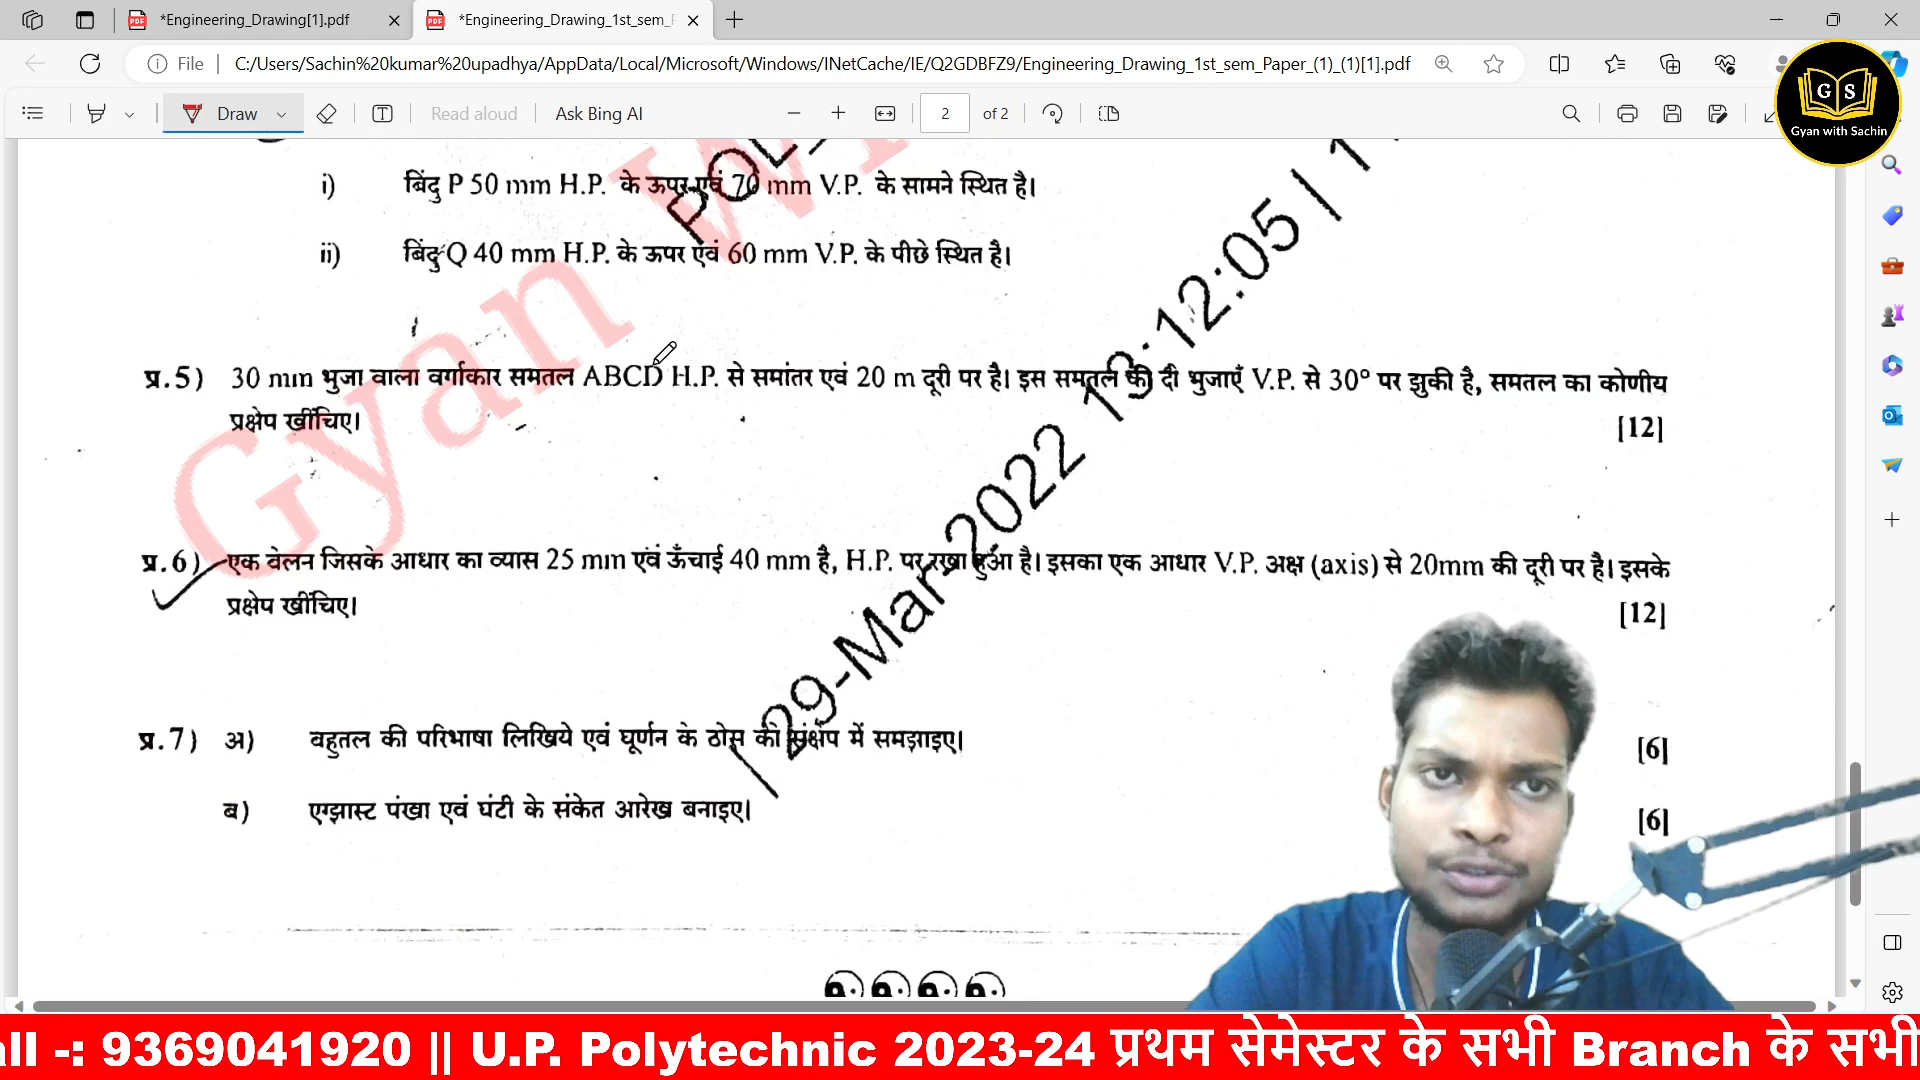 *Engineering_Drawing[1].pdf
*Engineering_Drawing_1st_sem_P
File
C:/Users/Sachin%20kumar%20upadhya/AppData/Local/Microsoft/Windows/INetCache/IE/Q2GDBFZ9/Engineering_Drawing_1st_sem_Paper_(1)_(1)[1].pdf
Draw
Read aloud
Ask Bing AI
2
of 2
G S
Gyan with Sachin
i) बिंदु P 50 mm H.P. के ऊपर एवं 70 mm V.P. के सामने स्थित है।
ii) बिंदु Q 40 mm H.P. के ऊपर एवं 60 mm V.P. के पीछे स्थित है।
प्र.5) 30 mm भुजा वाला वर्गाकार समतल ABCD H.P. से समांतर एवं 20 m दूरी पर है। इस समतल की दो भुजाएँ V.P. से 30° पर झुकी है, समतल का कोणीय
प्रक्षेप खींचिए।
[12]
प्र.6) एक बेलन जिसके आधार का व्यास 25 mm एवं ऊँचाई 40 mm है, H.P. पर रखा हुआ है। इसका एक आधार V.P. अक्ष (axis) से 20mm की दूरी पर है। इसके
प्रक्षेप खींचिए।
[12]
प्र.7) अ) बहुतल की परिभाषा लिखिये एवं घूर्णन के ठोस को संक्षेप में समझाइए।
[6]
ब) एग्झास्ट पंखा एवं घंटी के संकेत आरेख बनाइए।
[6]
Gyan
| 29-Mar-2022 13:12:05 | 1
all -: 9369041920 || U.P. Polytechnic 2023-24 प्रथम सेमेस्टर के सभी Branch के सभी